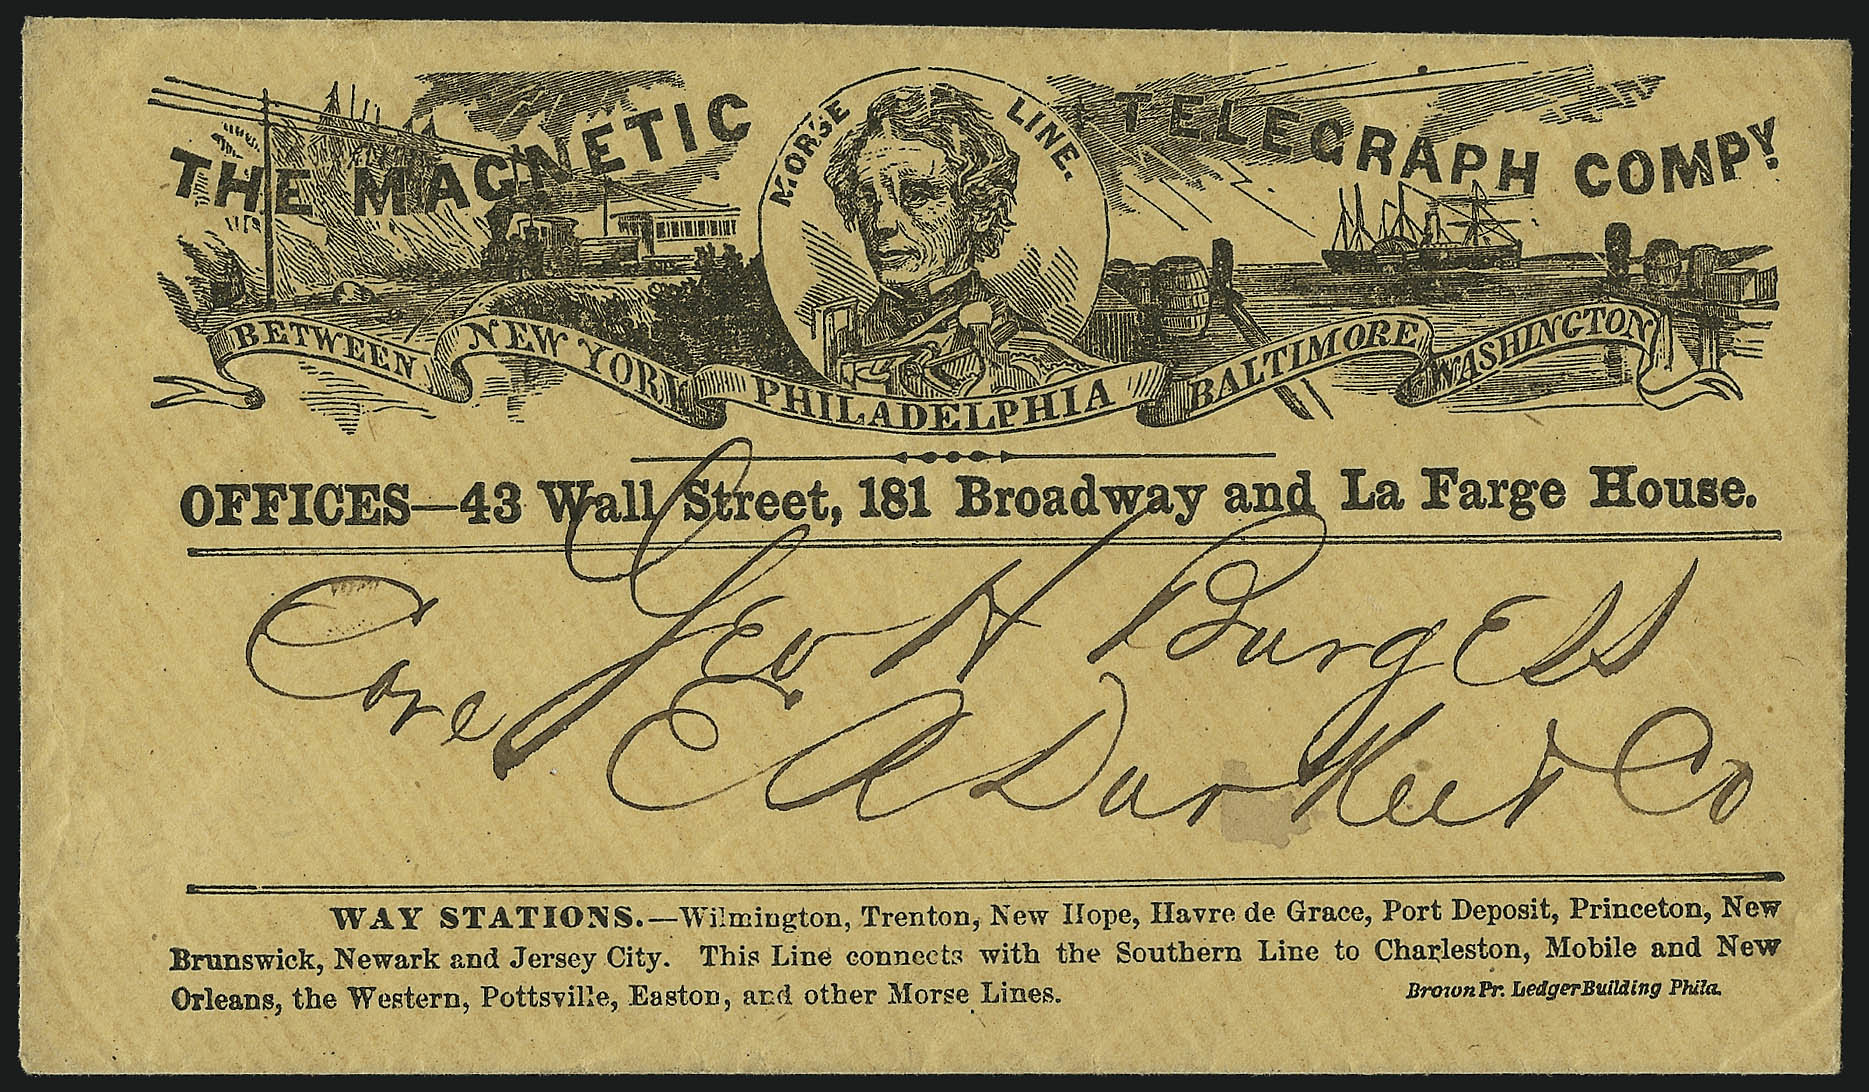 THE MAGNETIC TELEGRAPH COMPY.
MORSE LINE.
BETWEEN NEW YORK PHILADELPHIA BALTIMORE WASHINGTON
OFFICES—43 Wall Street, 181 Broadway and La Farge House.
Geo H Burgess
Care E A Durkee & Co
WAY STATIONS.—Wilmington, Trenton, New Hope, Havre de Grace, Port Deposit, Princeton, New
Brunswick, Newark and Jersey City. This Line connects with the Southern Line to Charleston, Mobile and New
Orleans, the Western, Pottsville, Easton, and other Morse Lines.
Brown Pr. Ledger Building Phila.